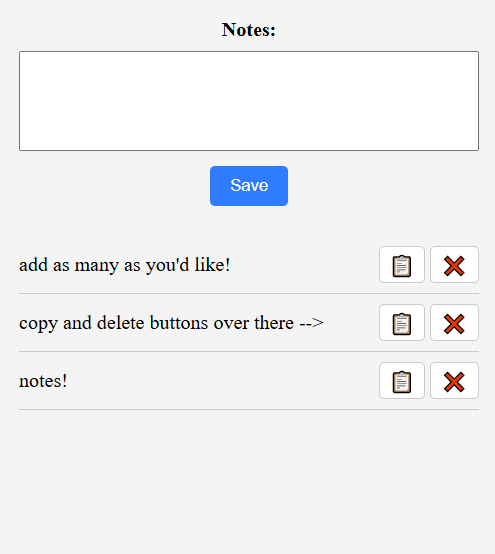 Notes:
Save
add as many as you'd like!
copy and delete buttons over there -->
notes!